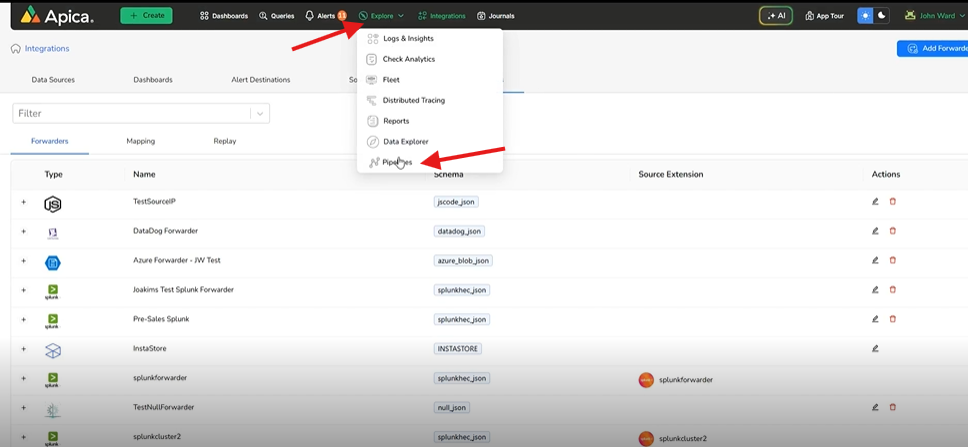 Apica.
+ Create
Dashboards
Queries
Alerts 11
Explore
Integrations
Journals
AI
App Tour
John Ward
Integrations
Add Forwarde
Data Sources
Dashboards
Alert Destinations
So
Logs & Insights
Check Analytics
Fleet
Distributed Tracing
Reports
Data Explorer
Pipelines
Filter
Forwarders
Mapping
Replay
Type Name Schema Source Extension Actions
+ JS TestSourceIP jscode_json
+ DataDog Forwarder datadog_json
+ Azure Forwarder - JW Test azure_blob_json
+ splunk> Joakims Test Splunk Forwarder splunkhec_json
+ splunk> Pre-Sales Splunk splunkhec_json
+ InstaStore INSTASTORE
+ splunk> splunkforwarder splunkhec_json splunkforwarder
+ TestNullForwarder null_json
+ splunk> splunkcluster2 splunkhec_json splunkcluster2